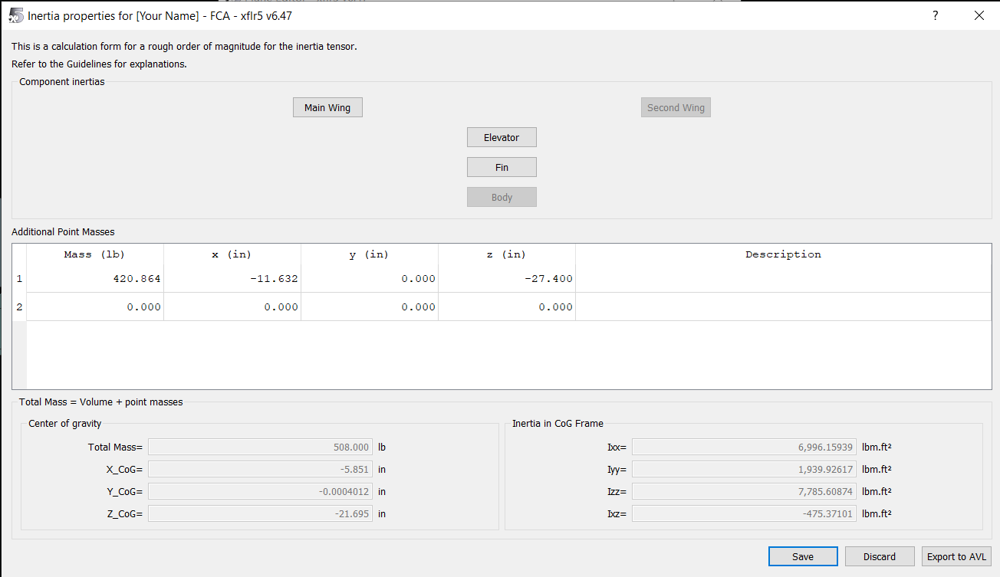 Inertia properties for [Your Name] - FCA - xflr5 v6.47 ?
This is a calculation form for a rough order of magnitude for the inertia tensor.
Refer to the Guidelines for explanations.
Component inertias
Main Wing Second Wing
Elevator
Fin
Body
Additional Point Masses
Mass (lb) x (in) y (in) z (in) Description
1 420.864 -11.632 0.000 -27.400
2 0.000 0.000 0.000 0.000
Total Mass = Volume + point masses
Center of gravity Inertia in CoG Frame
Total Mass= 508.000 lb Ixx= 6,996.15939 lbm.ft²
X_CoG= -5.851 in Iyy= 1,939.92617 lbm.ft²
Y_CoG= -0.0004012 in Izz= 7,785.60874 lbm.ft²
Z_CoG= -21.695 in Ixz= -475.37101 lbm.ft²
Save Discard Export to AVL